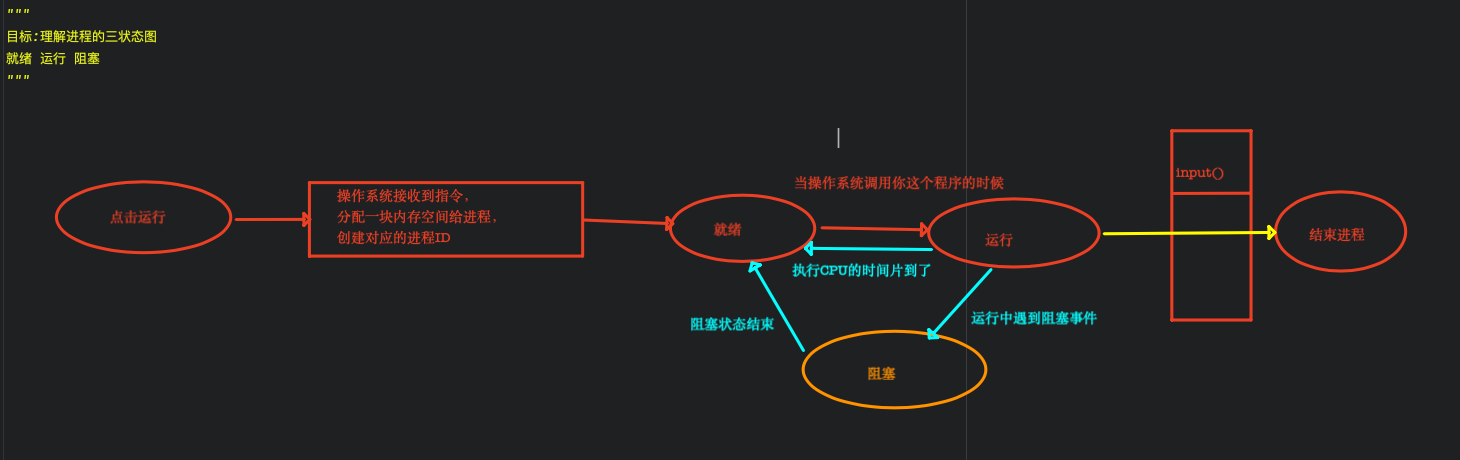 """
目标:理解进程的三状态图
就绪 运行 阻塞
"""
点击运行
操作系统接收到指令,
分配一块内存空间给进程,
创建对应的进程ID
就绪
当操作系统调用你这个程序的时候
运行
执行CPU的时间片到了
阻塞状态结束
运行中遇到阻塞事件
阻塞
input()
结束进程